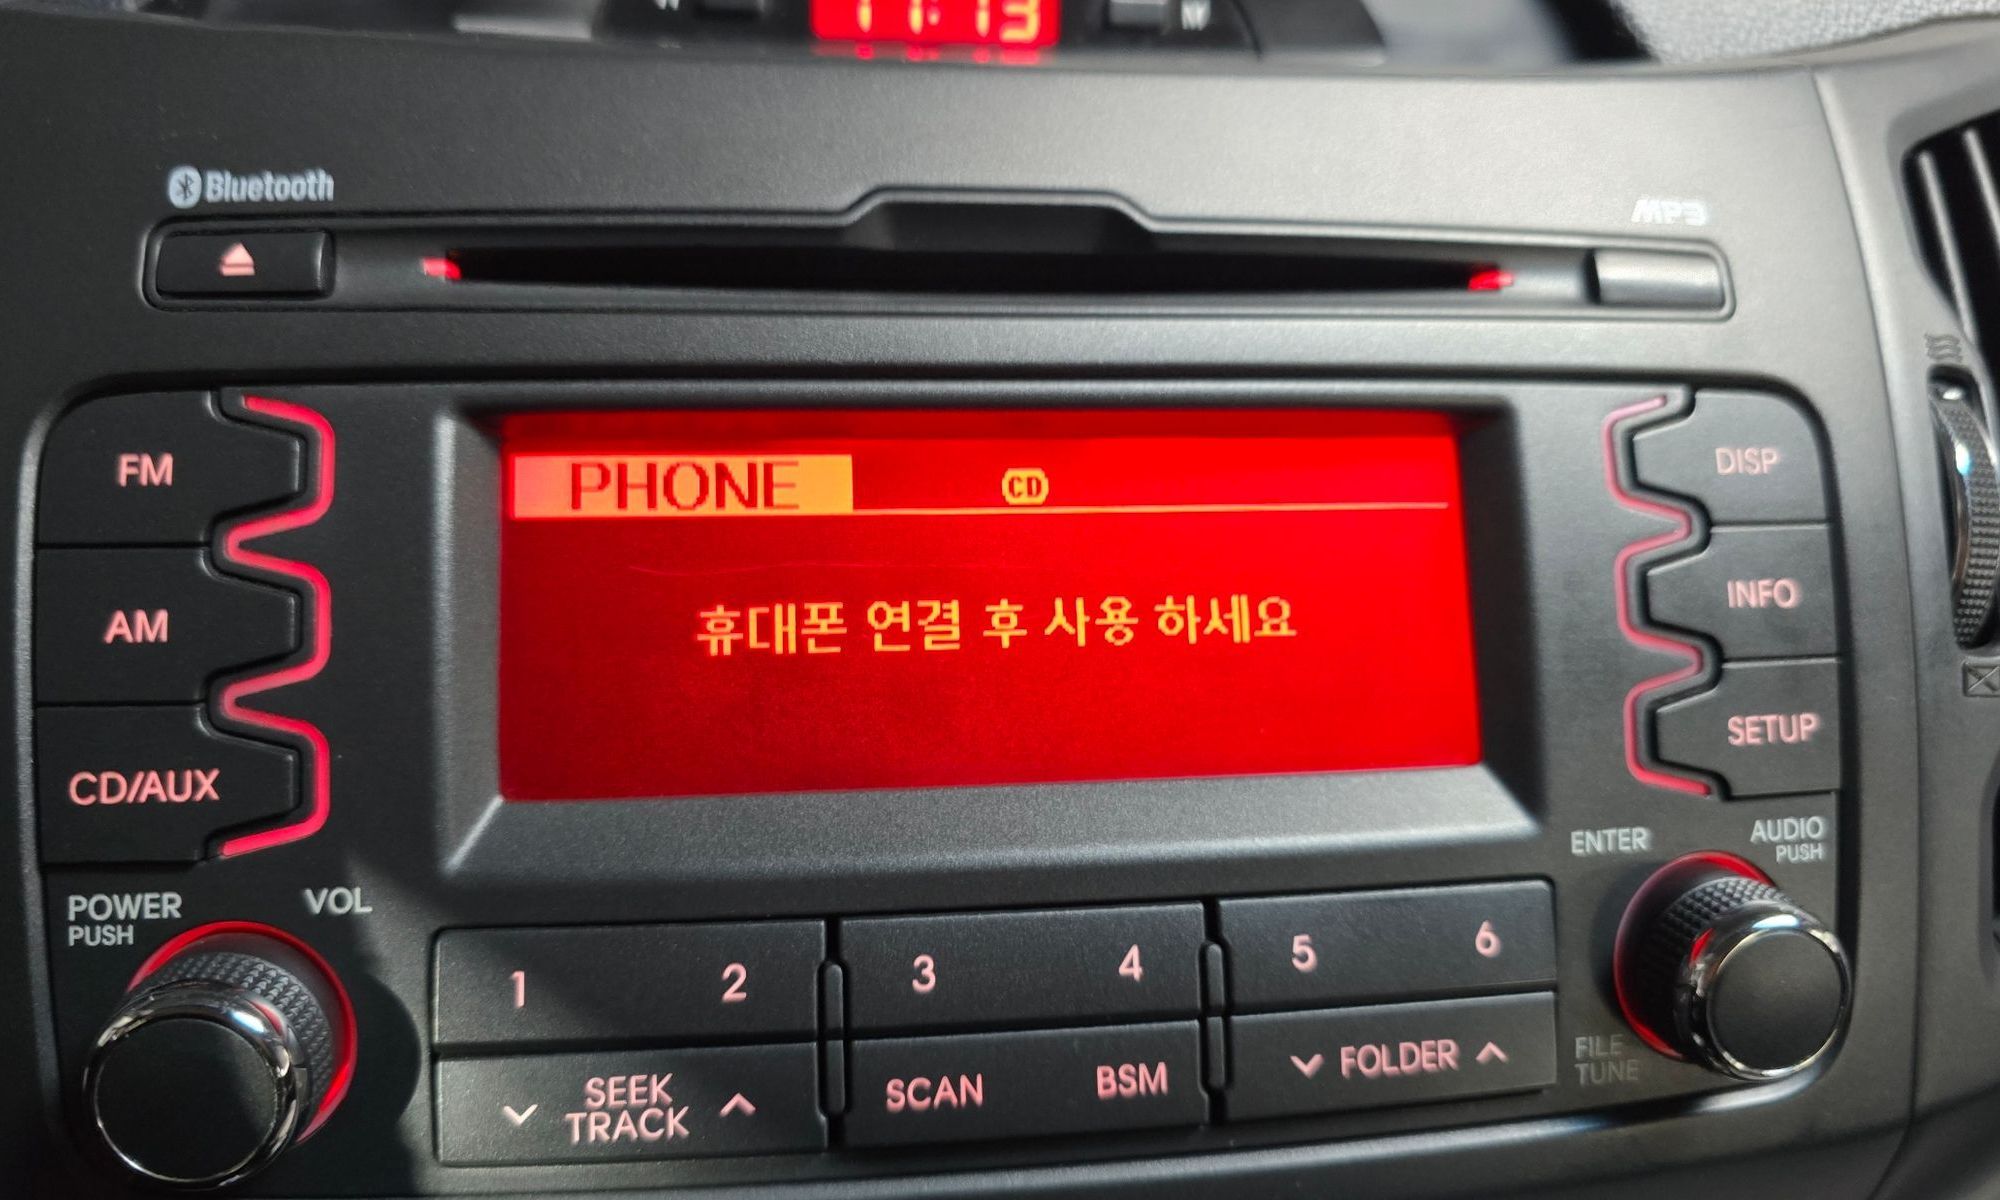 11:13
Bluetooth
MP3
FM
AM
CD/AUX
PHONE
CD
휴대폰 연결 후 사용 하세요
DISP
INFO
SETUP
POWER
PUSH
VOL
ENTER
AUDIO
PUSH
1 2 3 4 5 6
SEEK
TRACK
SCAN
BSM
FOLDER
FILE
TUNE